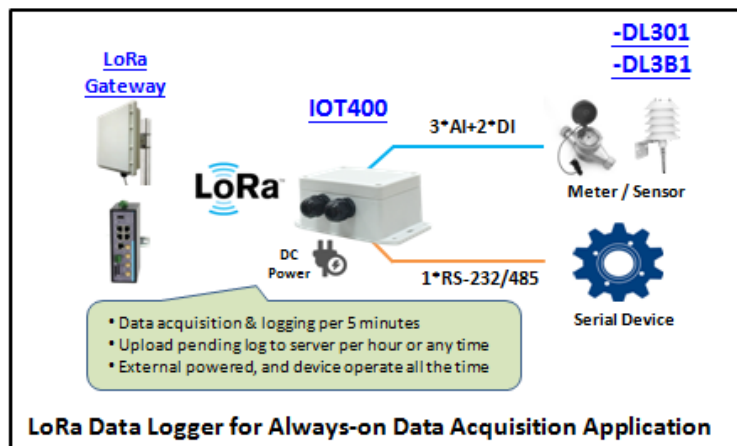 -DL301
-DL3B1
LoRa
Gateway
IOT400
3*AI+2*DI
LoRa™
Meter / Sensor
DC
Power
1*RS-232/485
Serial Device
• Data acquisition & logging per 5 minutes
• Upload pending log to server per hour or any time
• External powered, and device operate all the time
LoRa Data Logger for Always-on Data Acquisition Application